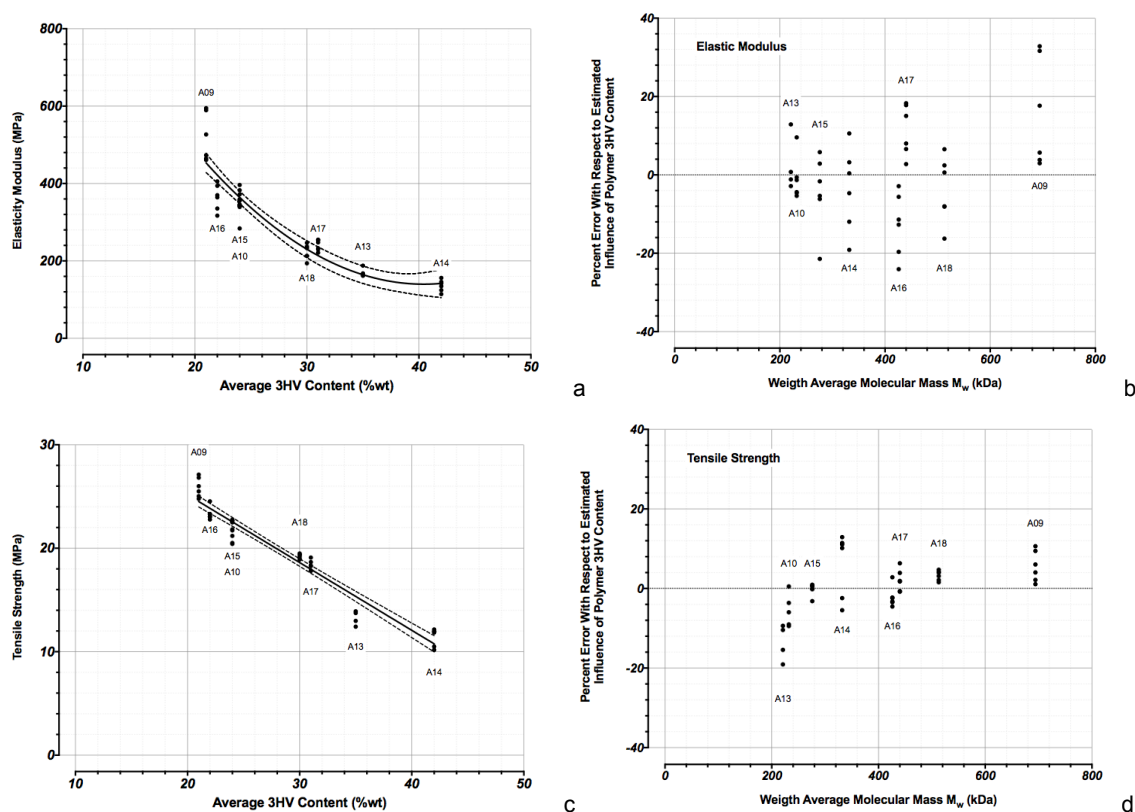 800
600
400
200
0
Elasticity Modulus (MPa)
A09
A16
A15
A10
A17
A18
A13
A14
10 20 30 40 50
Average 3HV Content (%wt)
a
40
20
0
-20
-40
Percent Error With Respect to Estimated
Influence of Polymer 3HV Content
Elastic Modulus
A17
A13
A15
A10
A09
A14
A18
A16
0 200 400 600 800
Weigth Average Molecular Mass Mw (kDa)
b
30
20
10
0
Tensile Strength (MPa)
A09
A16
A15
A10
A18
A17
A13
A14
10 20 30 40 50
Average 3HV Content (%wt)
c
40
20
0
-20
-40
Percent Error With Respect to Estimated
Influence of Polymer 3HV Content
Tensile Strength
A09
A17
A18
A10
A15
A16
A14
A13
0 200 400 600 800
Weigth Average Molecular Mass Mw (kDa)
d